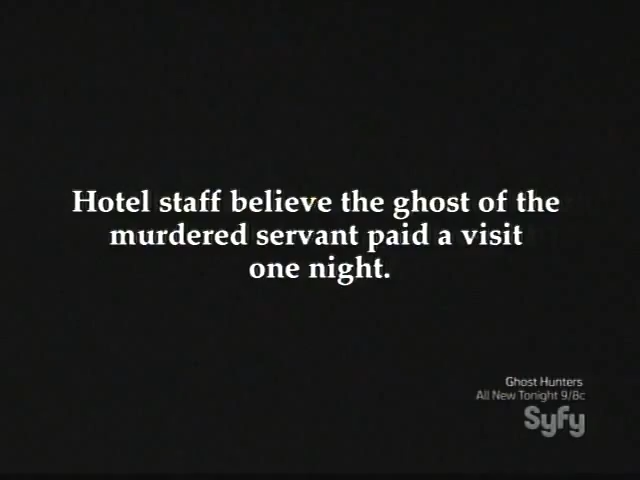 Hotel staff believe the ghost of the
murdered servant paid a visit
one night.
Ghost Hunters
All New Tonight 9/8c
Syfy